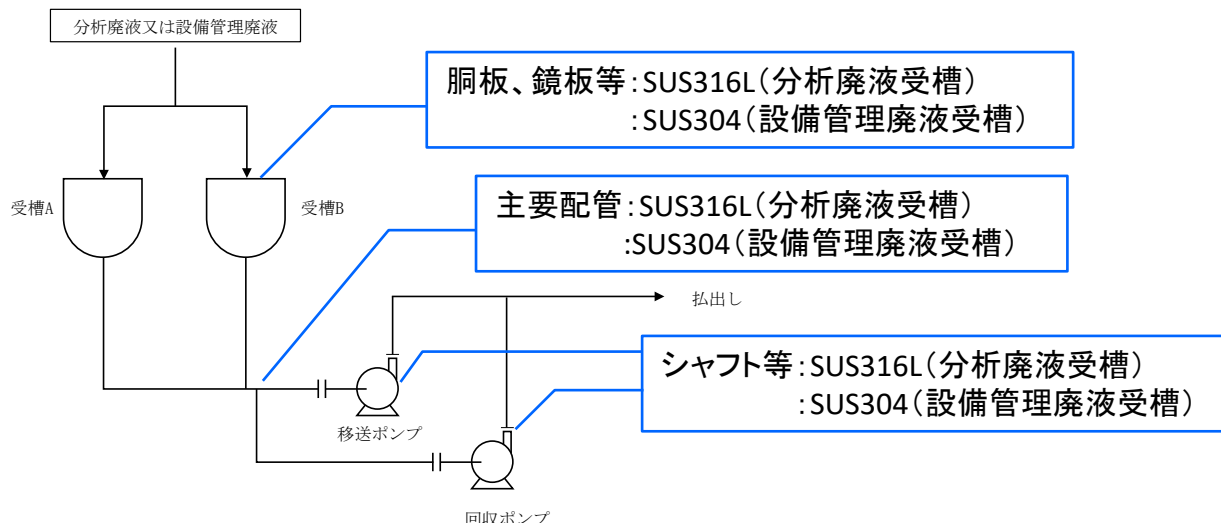 分析廃液又は設備管理廃液
胴板、鏡板等:SUS316L(分析廃液受槽)
:SUS304(設備管理廃液受槽)
受槽A
受槽B
主要配管:SUS316L(分析廃液受槽)
:SUS304(設備管理廃液受槽)
払出し
シャフト等:SUS316L(分析廃液受槽)
:SUS304(設備管理廃液受槽)
移送ポンプ
回収ポンプ